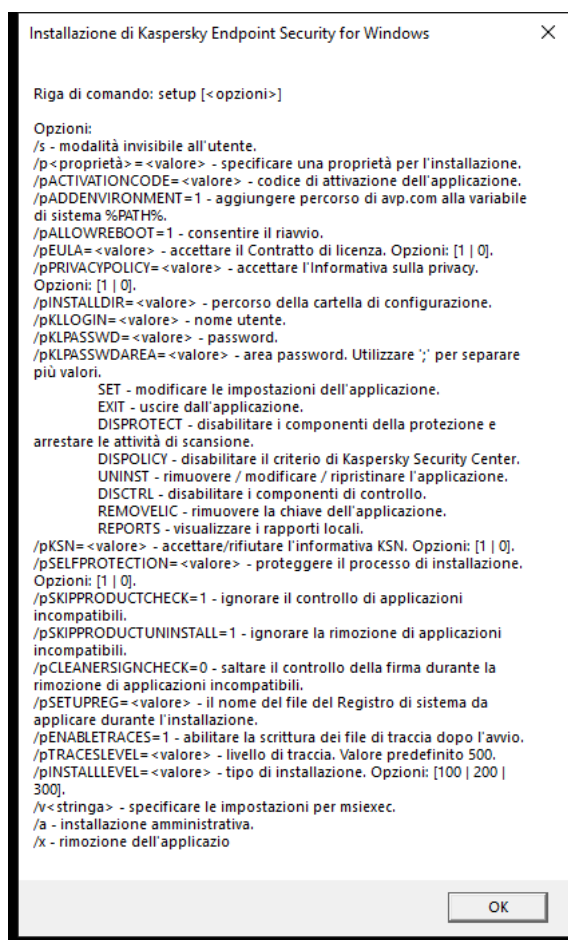 Installazione di Kaspersky Endpoint Security for Windows
Riga di comando: setup [<opzioni>]
Opzioni:
/s - modalità invisibile all'utente.
/p<proprietà>=<valore> - specificare una proprietà per l'installazione.
/pACTIVATIONCODE=<valore> - codice di attivazione dell'applicazione.
/pADDENVIRONMENT=1 - aggiungere percorso di avp.com alla variabile
di sistema %PATH%.
/pALLOWREBOOT=1 - consentire il riavvio.
/pEULA=<valore> - accettare il Contratto di licenza. Opzioni: [1 | 0].
/pPRIVACYPOLICY=<valore> - accettare l'Informativa sulla privacy.
Opzioni: [1 | 0].
/pINSTALLDIR=<valore> - percorso della cartella di configurazione.
/pKLLOGIN=<valore> - nome utente.
/pKLPASSWD=<valore> - password.
/pKLPASSWDAREA=<valore> - area password. Utilizzare ';' per separare
più valori.
SET - modificare le impostazioni dell'applicazione.
EXIT - uscire dall'applicazione.
DISPROTECT - disabilitare i componenti della protezione e
arrestare le attività di scansione.
DISPOLICY - disabilitare il criterio di Kaspersky Security Center.
UNINST - rimuovere / modificare / ripristinare l'applicazione.
DISCTRL - disabilitare i componenti di controllo.
REMOVELIC - rimuovere la chiave dell'applicazione.
REPORTS - visualizzare i rapporti locali.
/pKSN=<valore> - accettare/rifiutare l'informativa KSN. Opzioni: [1 | 0].
/pSELFPROTECTION=<valore> - proteggere il processo di installazione.
Opzioni: [1 | 0].
/pSKIPPRODUCTCHECK=1 - ignorare il controllo di applicazioni
incompatibili.
/pSKIPPRODUCTUNINSTALL=1 - ignorare la rimozione di applicazioni
incompatibili.
/pCLEANERSIGNCHECK=0 - saltare il controllo della firma durante la
rimozione di applicazioni incompatibili.
/pSETUPREG=<valore> - il nome del file del Registro di sistema da
applicare durante l'installazione.
/pENABLETRACES=1 - abilitare la scrittura dei file di traccia dopo l'avvio.
/pTRACESLEVEL=<valore> - livello di traccia. Valore predefinito 500.
/pINSTALLLEVEL=<valore> - tipo di installazione. Opzioni: [100 | 200 |
300].
/v<stringa> - specificare le impostazioni per msiexec.
/a - installazione amministrativa.
/x - rimozione dell'applicazio
OK